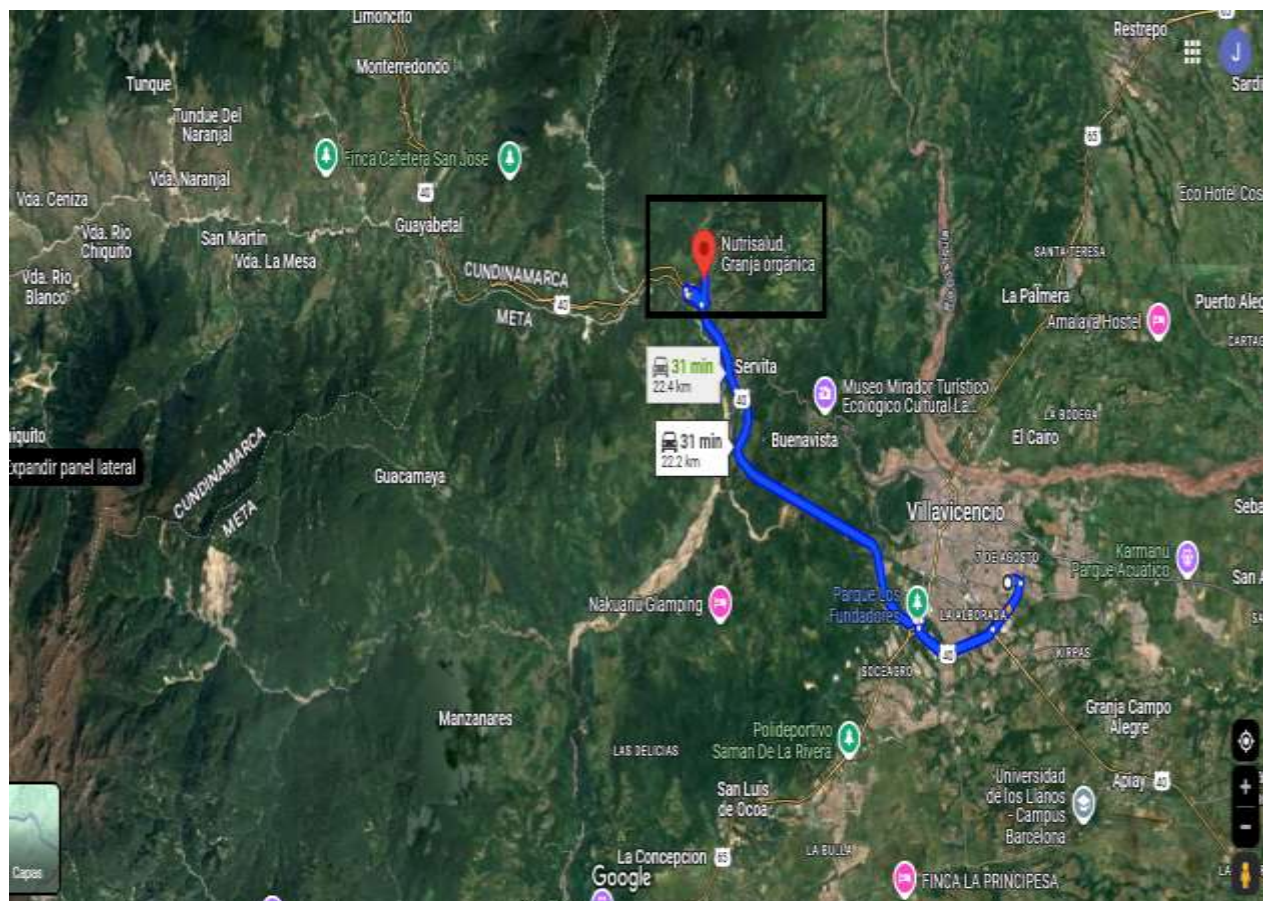 Limoncito
Restrepo
Monterredondo
J
Tunque
Sardi
Tundue Del
Naranjal
65
Finca Cafetera San Jose
Vda. Naranjal
Vda. Ceniza
40
Eco Hotel Cos
Vda. Rio
Chiquito
San Martin
Guayabetal
Nutrisalud.
Granja orgánica
SANTA TERESA
Vda. La Mesa
Vda. Rio
Blanco
CUNDINAMARCA
META
40
La Palmera
Puerto Aleg
Amalaya Hostel
CARTAG
31 min
22.4 km
Servita
40
Museo Mirador Turístico
Ecológico Cultural La...
LA BODEGA
31 min
22.2 km
Buenavista
El Cairo
hiquito
Expandir panel lateral
CUNDINAMARCA
META
Guacamaya
Villavicencio
Seba
7 DE AGOSTO
Karmanu
Parque Acuatico
San A
Nakuanu Glamping
Parque Los
Fundadores
LA ALBORADA
40
KIRPAS
SOCEAGRO
Manzanares
Granja Campo
Alegre
LAS DELICIAS
Polideportivo
Saman De La Rivera
San Luis
de Ocoa
Universidad
de los Llanos
- Campus
Barcelona
Apiay
40
La Concepcion
65
LA BULLA
Capas
Google
FINCA LA PRINCIPESA